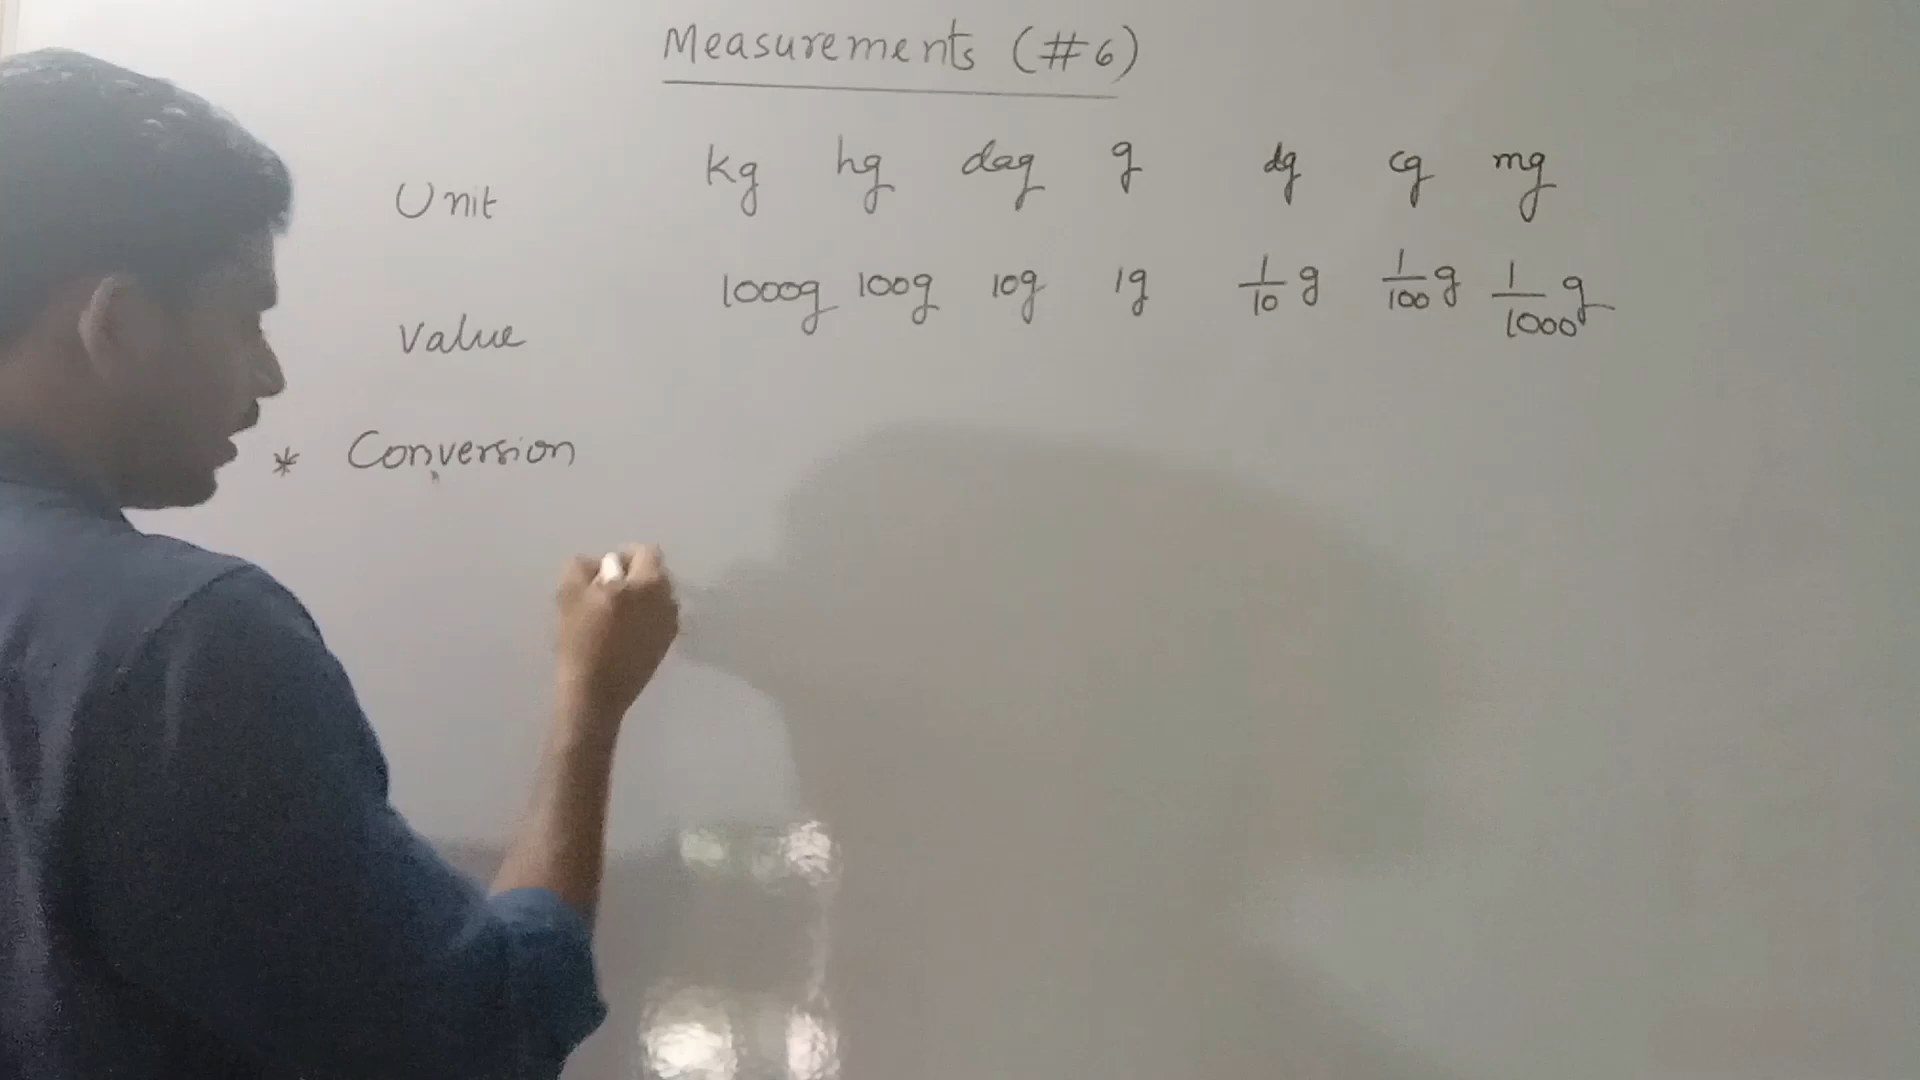 Measurements (#6)
Unit kg hg dag g dg cg mg
Value 1000g 100g 10g 1g 1/10 g 1/100 g 1/1000 g
* Conversion